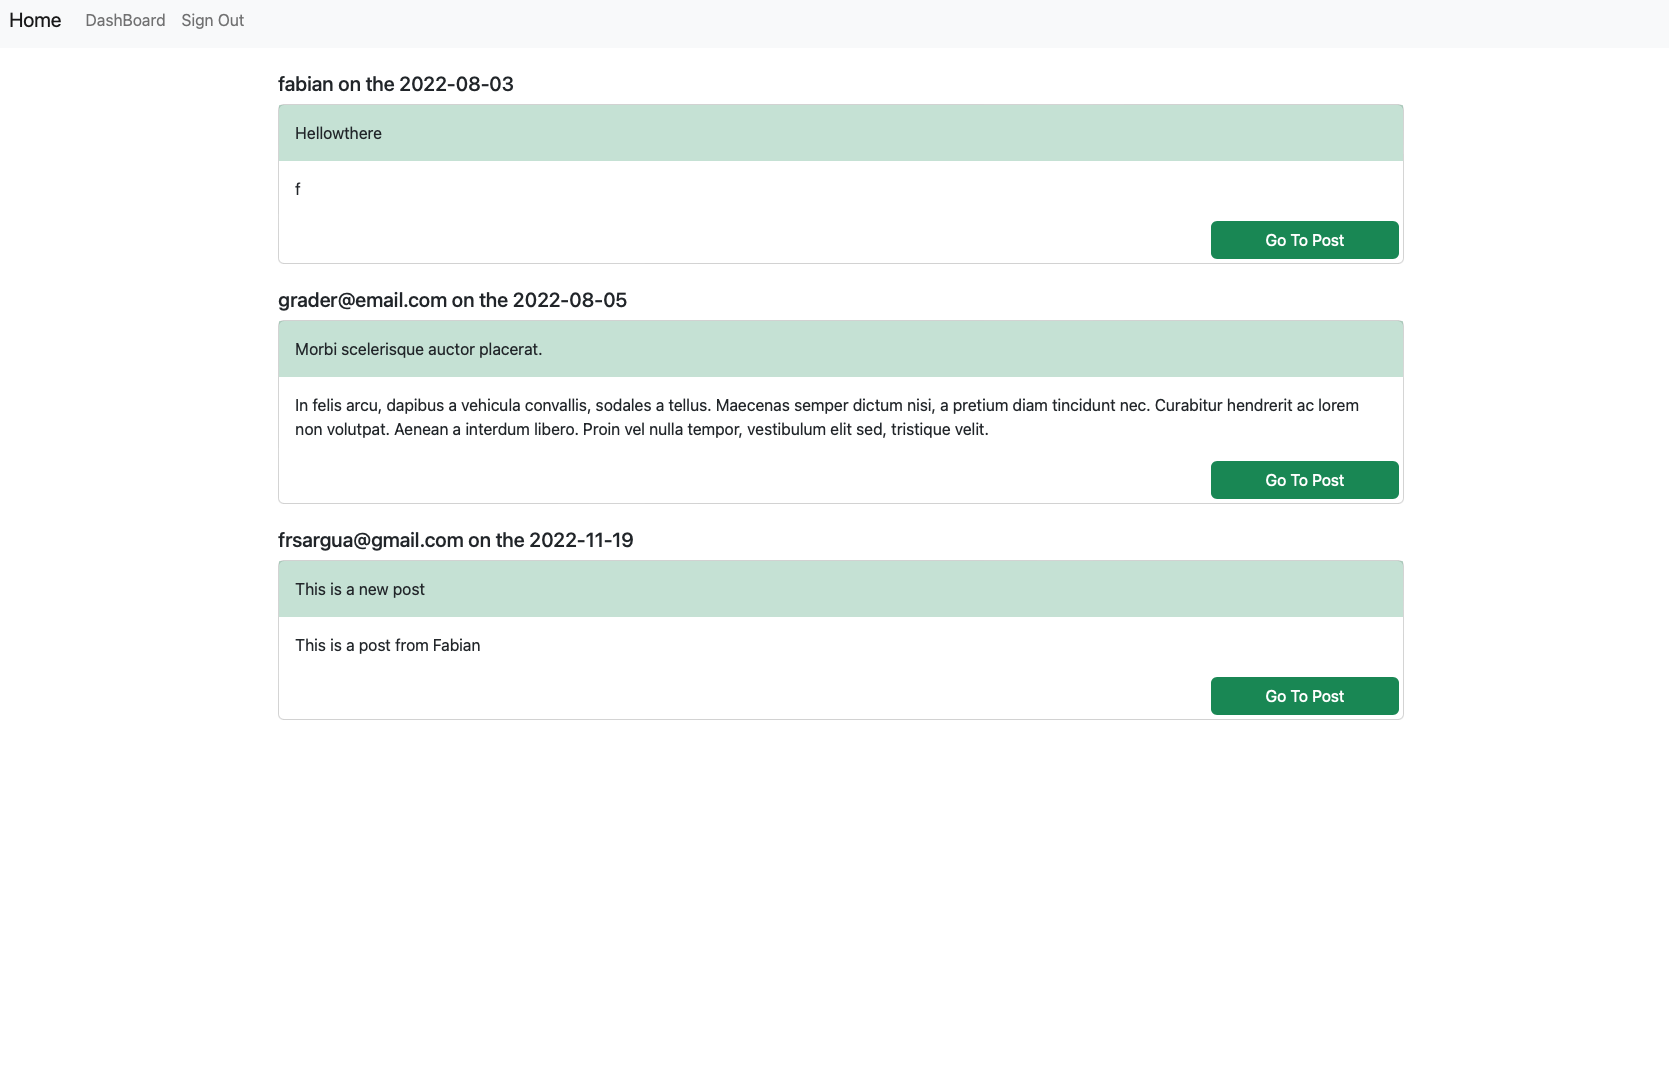 Home DashBoard Sign Out
fabian on the 2022-08-03
Hellowthere
f
Go To Post
grader@email.com on the 2022-08-05
Morbi scelerisque auctor placerat.
In felis arcu, dapibus a vehicula convallis, sodales a tellus. Maecenas semper dictum nisi, a pretium diam tincidunt nec. Curabitur hendrerit ac lorem
non volutpat. Aenean a interdum libero. Proin vel nulla tempor, vestibulum elit sed, tristique velit.
Go To Post
frsargua@gmail.com on the 2022-11-19
This is a new post
This is a post from Fabian
Go To Post